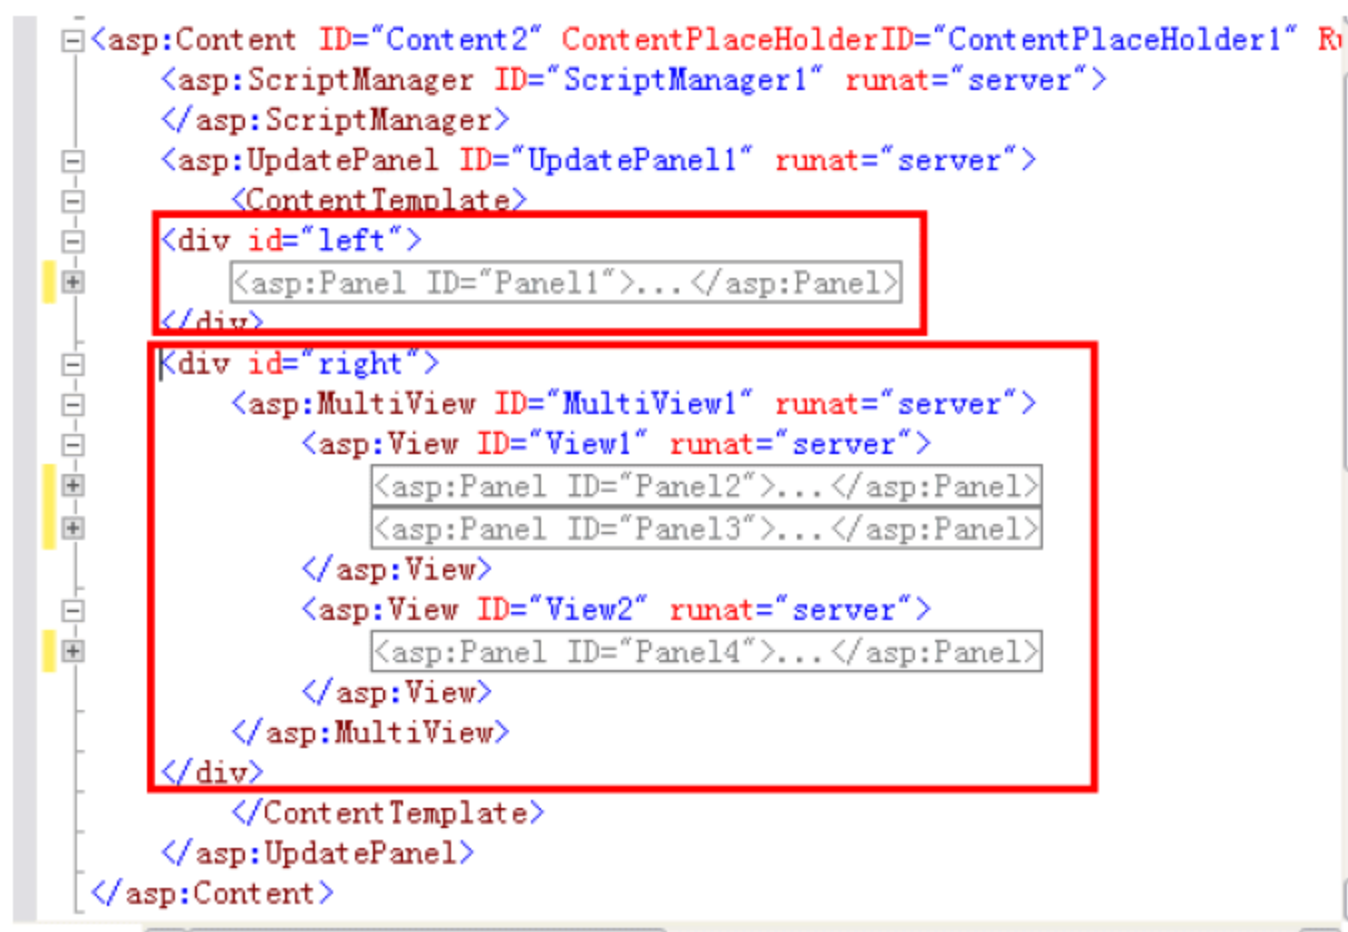 <asp:Content ID="Content2" ContentPlaceHolderID="ContentPlaceHolder1"
<asp:ScriptManager ID="ScriptManager1" runat="server">
</asp:ScriptManager>
<asp:UpdatePanel ID="UpdatePanel1" runat="server">
<ContentTemplate>
<div id="left">
<asp:Panel ID="Panel1">...</asp:Panel>
</div>
<div id="right">
<asp:MultiView ID="MultiView1" runat="server">
<asp:View ID="View1" runat="server">
<asp:Panel ID="Panel2">...</asp:Panel>
<asp:Panel ID="Panel3">...</asp:Panel>
</asp:View>
<asp:View ID="View2" runat="server">
<asp:Panel ID="Panel4">...</asp:Panel>
</asp:View>
</asp:MultiView>
</div>
</ContentTemplate>
</asp:UpdatePanel>
</asp:Content>